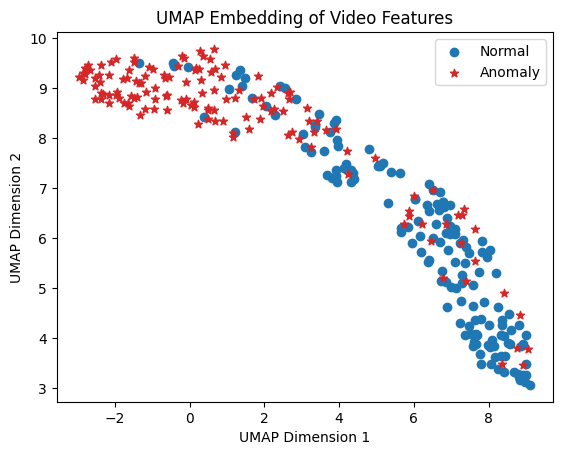 UMAP Embedding of Video Features
Normal
Anomaly
UMAP Dimension 2
10
9
8
7
6
5
4
3
−2
0
2
4
6
8
UMAP Dimension 1